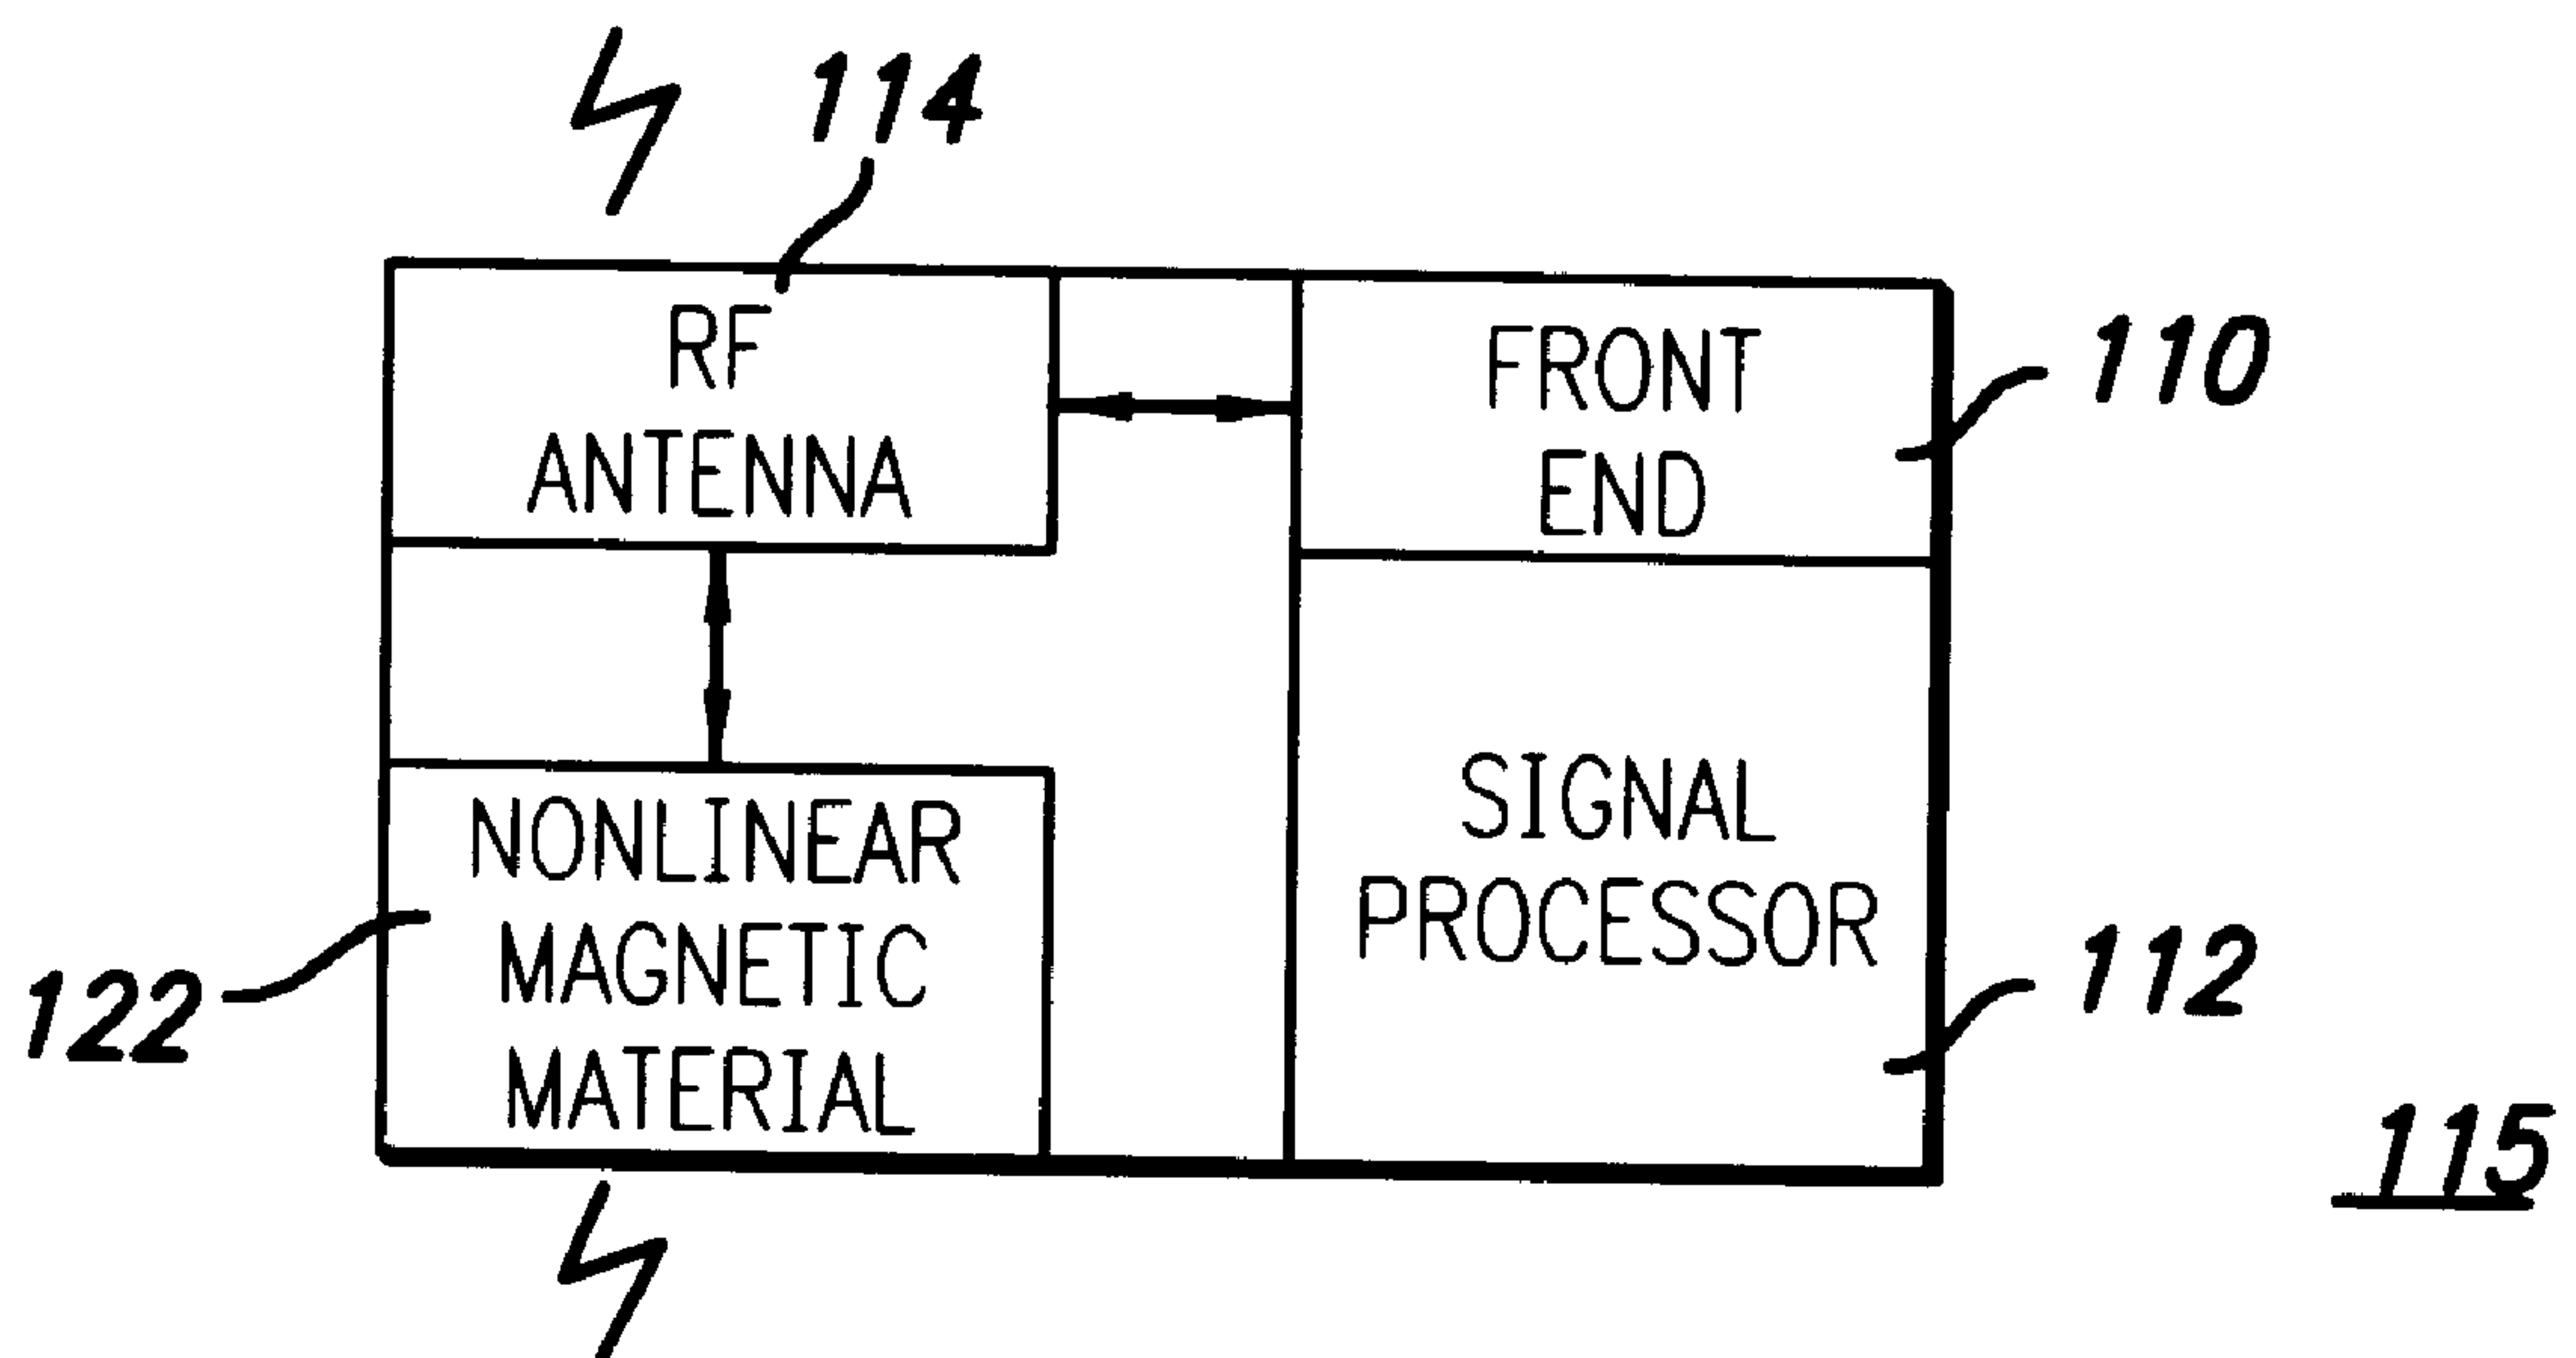 114
RF
ANTENNA
FRONT
END
110
NONLINEAR
MAGNETIC
MATERIAL
122
SIGNAL
PROCESSOR
112
115